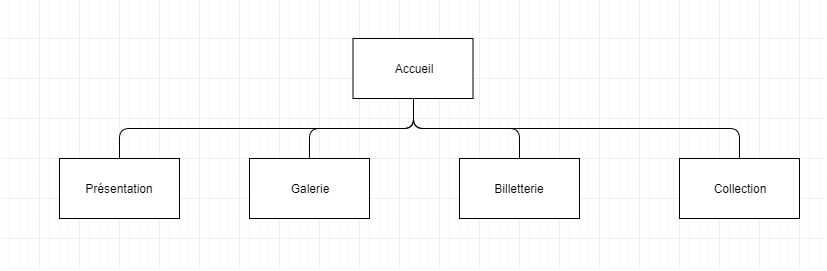 Accueil
Présentation
Galerie
Billetterie
Collection